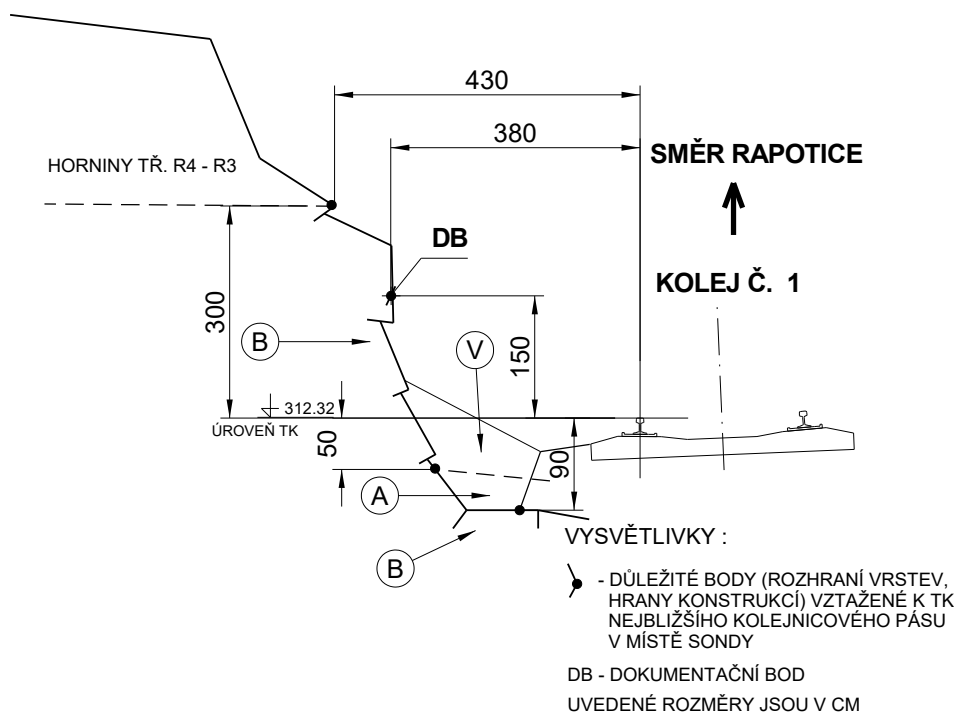 430
380
SMĚR RAPOTICE
HORNINY TŘ. R4 - R3
DB
KOLEJ Č. 1
300
B
V
150
312.32
ÚROVEŇ TK
50
90
A
B
VYSVĚTLIVKY :
- DŮLEŽITÉ BODY (ROZHRANÍ VRSTEV,
HRANY KONSTRUKCÍ) VZTAŽENÉ K TK
NEJBLIŽŠÍHO KOLEJNICOVÉHO PÁSU
V MÍSTĚ SONDY
DB - DOKUMENTAČNÍ BOD
UVEDENÉ ROZMĚRY JSOU V CM